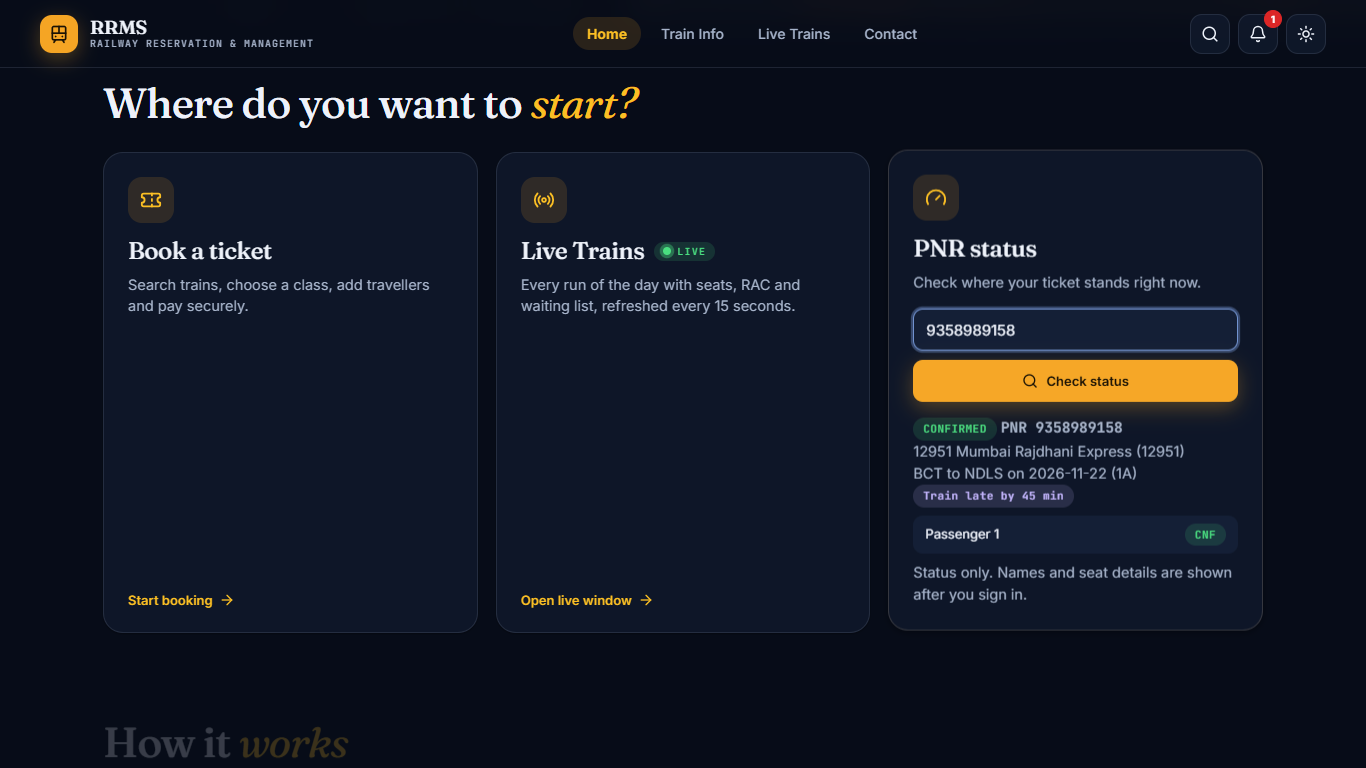 RRMS
RAILWAY RESERVATION & MANAGEMENT
Home
Train Info
Live Trains
Contact
1
Where do you want to start?
Book a ticket
Search trains, choose a class, add travellers
and pay securely.
Start booking
Live Trains
LIVE
Every run of the day with seats, RAC and
waiting list, refreshed every 15 seconds.
Open live window
PNR status
Check where your ticket stands right now.
9358989158
Check status
CONFIRMED PNR 9358989158
12951 Mumbai Rajdhani Express (12951)
BCT to NDLS on 2026-11-22 (1A)
Train late by 45 min
Passenger 1
CNF
Status only. Names and seat details are shown
after you sign in.
How it works